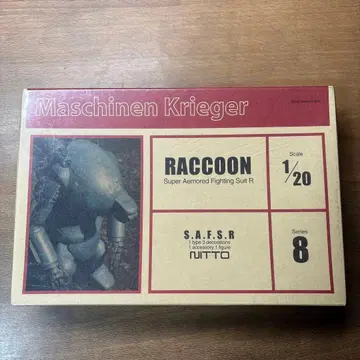 Maschinen Krieger
RACCOON
Super Aemored Fighting Suit R
Scale
1/20
S.A.F.S.R
1 type 3 decorations
1 accessory 1 figure
NITTO
Series
8